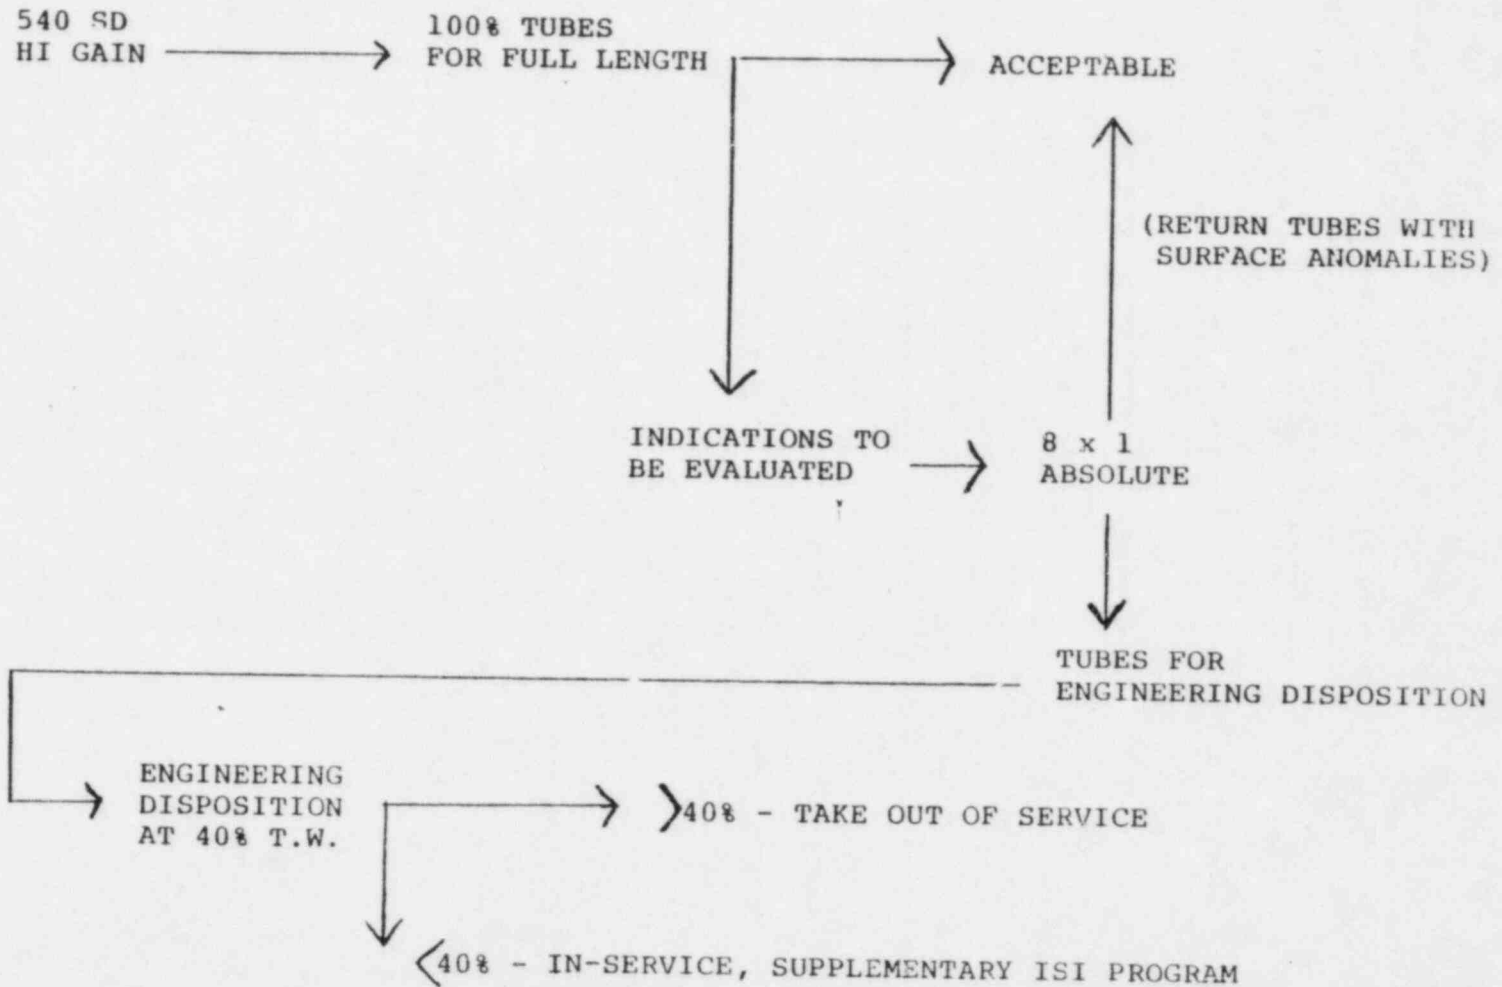 540 SD
HI GAIN
100% TUBES
FOR FULL LENGTH
ACCEPTABLE
(RETURN TUBES WITH
SURFACE ANOMALIES)
INDICATIONS TO
BE EVALUATED
8 x 1
ABSOLUTE
TUBES FOR
ENGINEERING DISPOSITION
ENGINEERING
DISPOSITION
AT 40% T.W.
>40% - TAKE OUT OF SERVICE
<40% - IN-SERVICE, SUPPLEMENTARY ISI PROGRAM